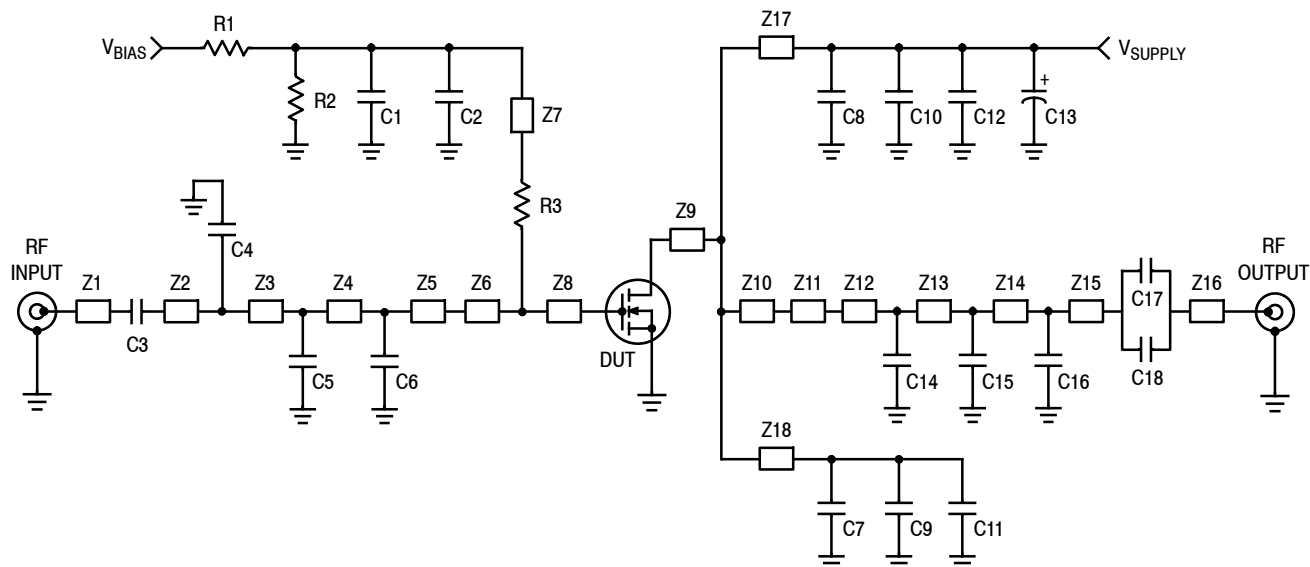 R1
VBIAS
R2
C1
C2
Z7
R3
Z17
VSUPPLY
C8
C10
C12
+
C13
C4
Z9
RF
INPUT
Z1
C3
Z2
Z3
Z4
Z5
Z6
Z8
C5
C6
DUT
Z10
Z11
Z12
Z13
Z14
Z15
C17
Z16
RF
OUTPUT
C14
C15
C16
C18
Z18
C7
C9
C11